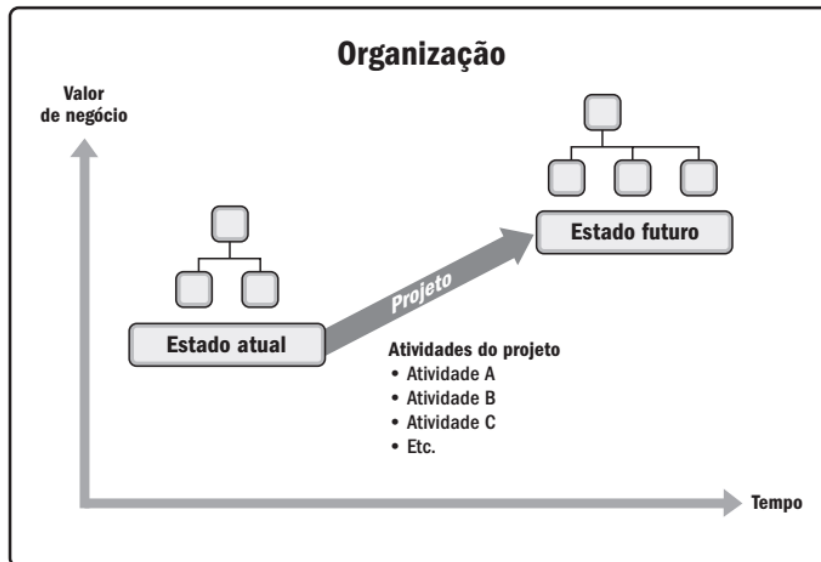 Organização
Valor
de negócio
Estado futuro
Projeto
Estado atual
Atividades do projeto
• Atividade A
• Atividade B
• Atividade C
• Etc.
Tempo